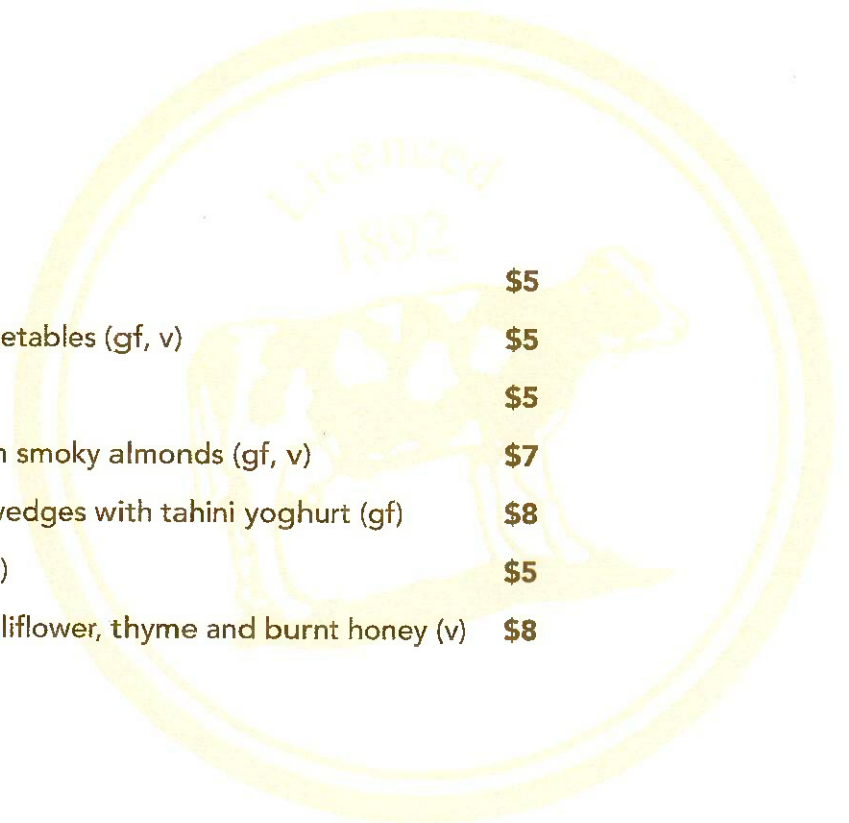 Licenced
1892
$5
etables (gf, v) $5
$5
smoky almonds (gf, v) $7
edges with tahini yoghurt (gf) $8
) $5
liflower, thyme and burnt honey (v) $8